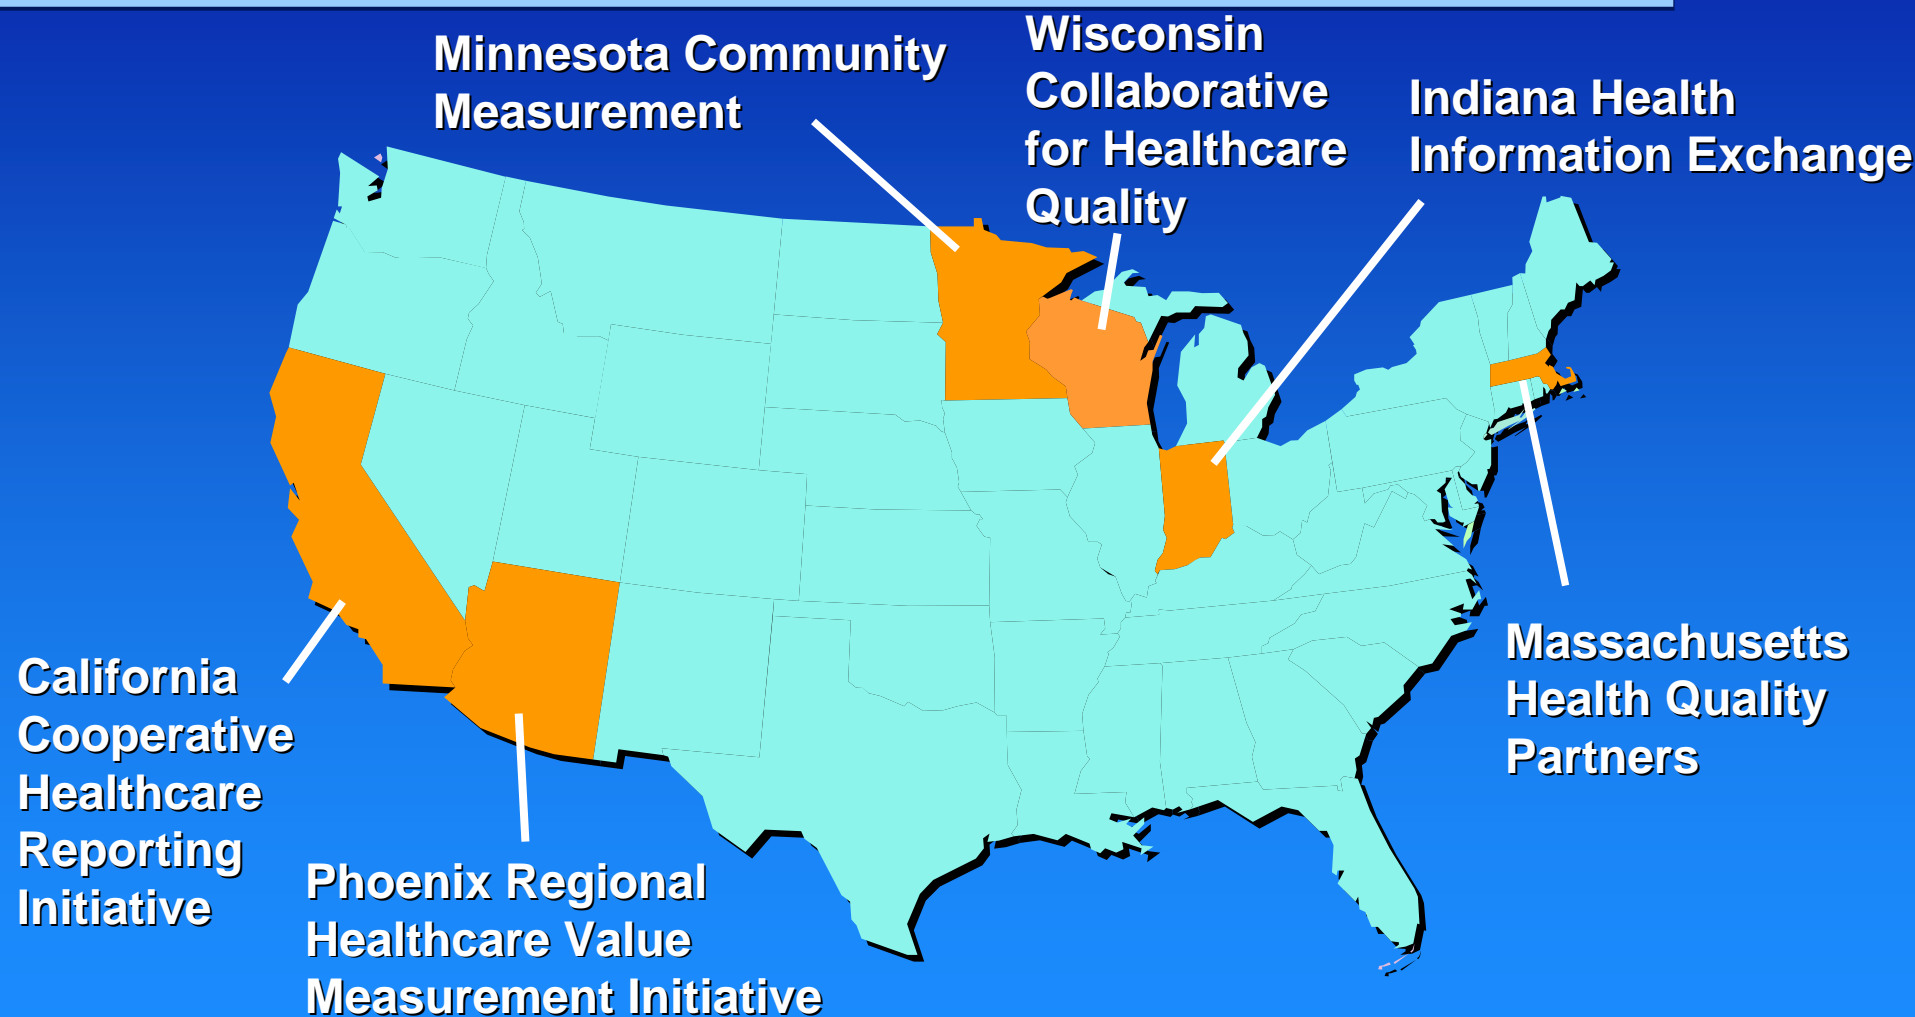 Minnesota Community
Measurement
Wisconsin
Collaborative
for Healthcare
Quality
Indiana Health
Information Exchange
California
Cooperative
Healthcare
Reporting
Initiative
Phoenix Regional
Healthcare Value
Measurement Initiative
Massachusetts
Health Quality
Partners